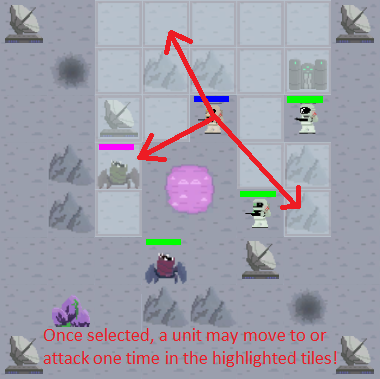 Once selected, a unit may move to or
attack one time in the highlighted tiles!